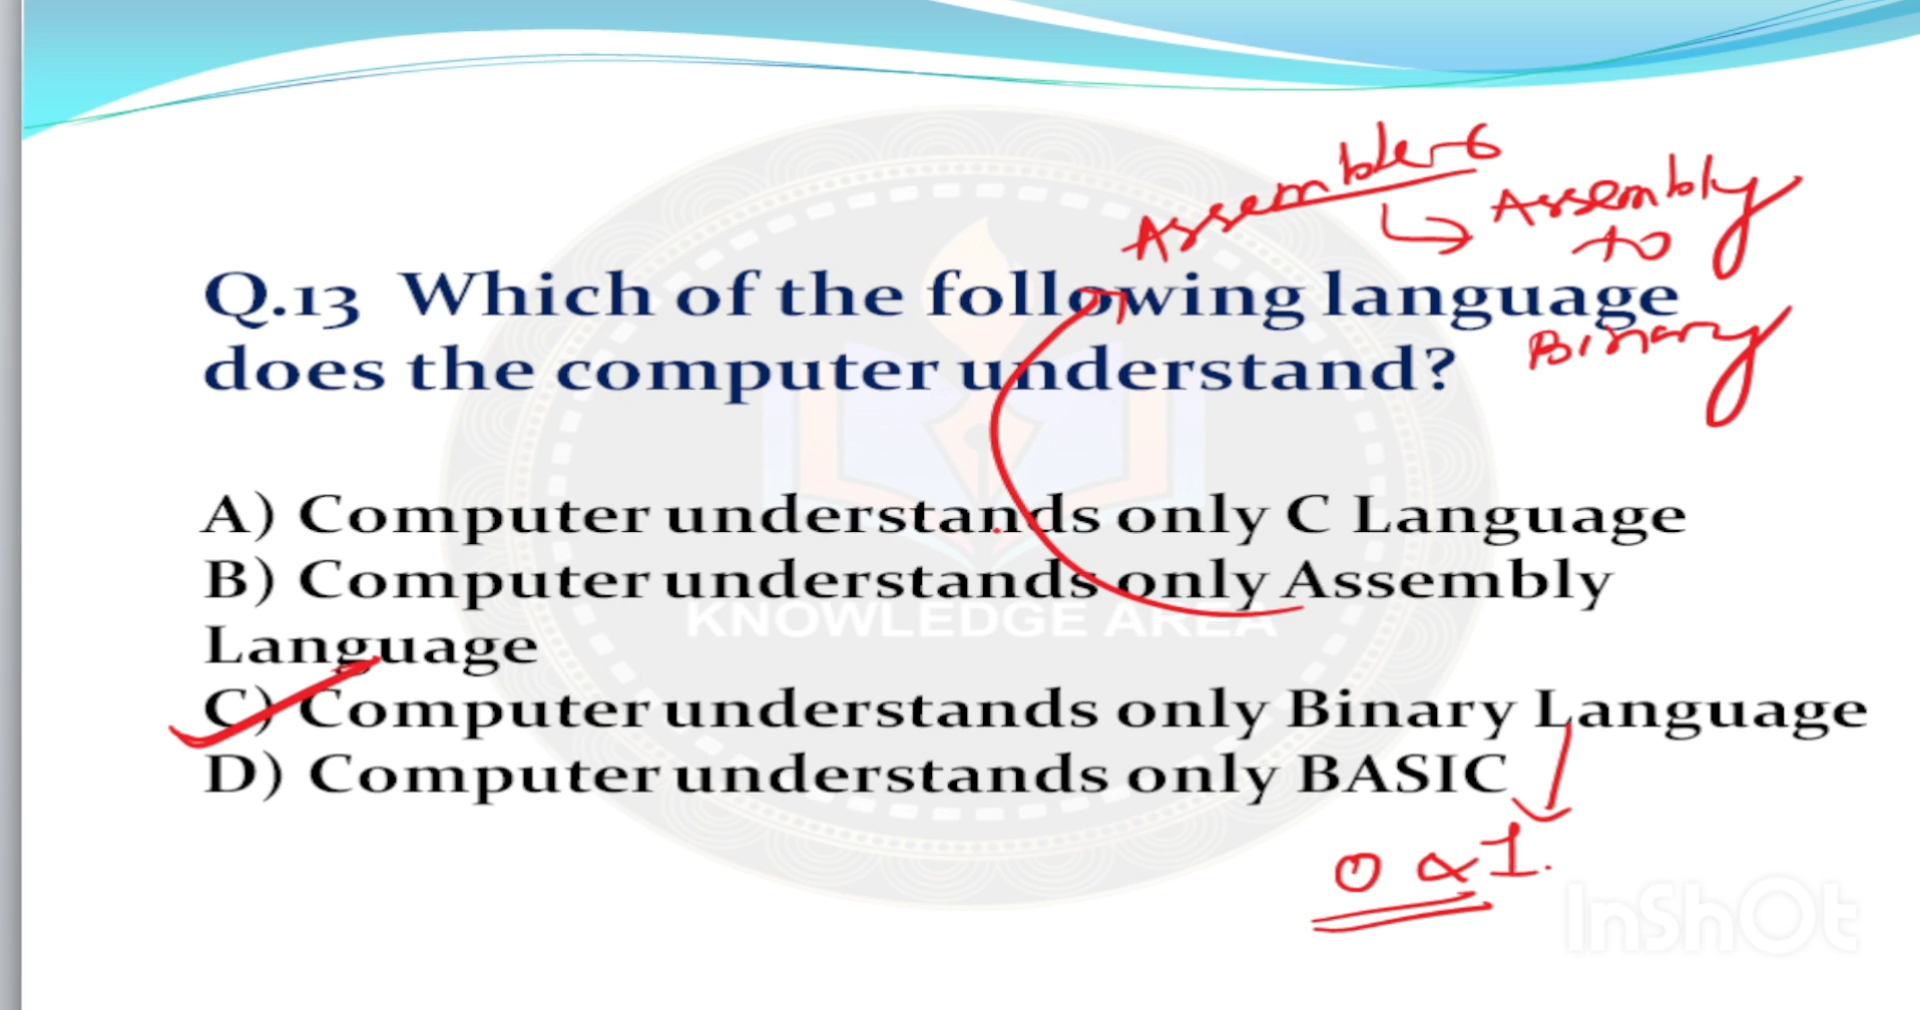 Assembler
Assembly
to
Binary
Q.13 Which of the following language
does the computer understand?
A) Computer understands only C Language
B) Computer understands only Assembly
Language
KNOWLEDGE AREA
C) Computer understands only Binary Language
D) Computer understands only BASIC
0 & 1.
InShOt